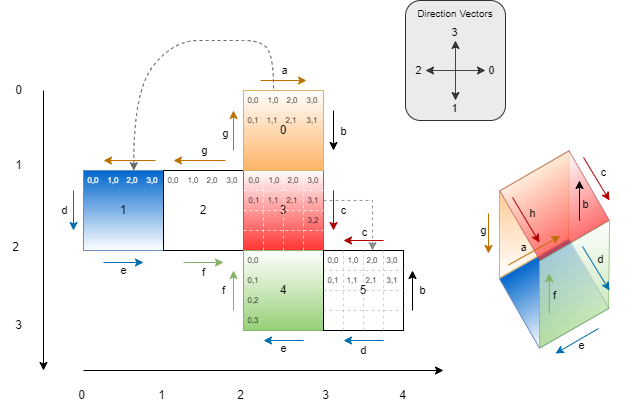 Direction Vectors
3
2 0
1
0
a
0,0 1,0 2,0 3,0
0,1 1,1 2,1 3,1
0
g b
1
g
0,0 1,0 2,0 3,0
0,0 1,0 2,0 3,0
0,0 1,0 2,0 3,0
0,1 1,1 2,1 3,1
3,2
d 1 2 3 c
c
2
e f
0,0
0,1
0,2
0,3
f 4
0,0 1,0 2,0 3,0
0,1 1,1 2,1 3,1
5 b
3
e d
0 1 2 3 4
c
h b
g a d
f
e